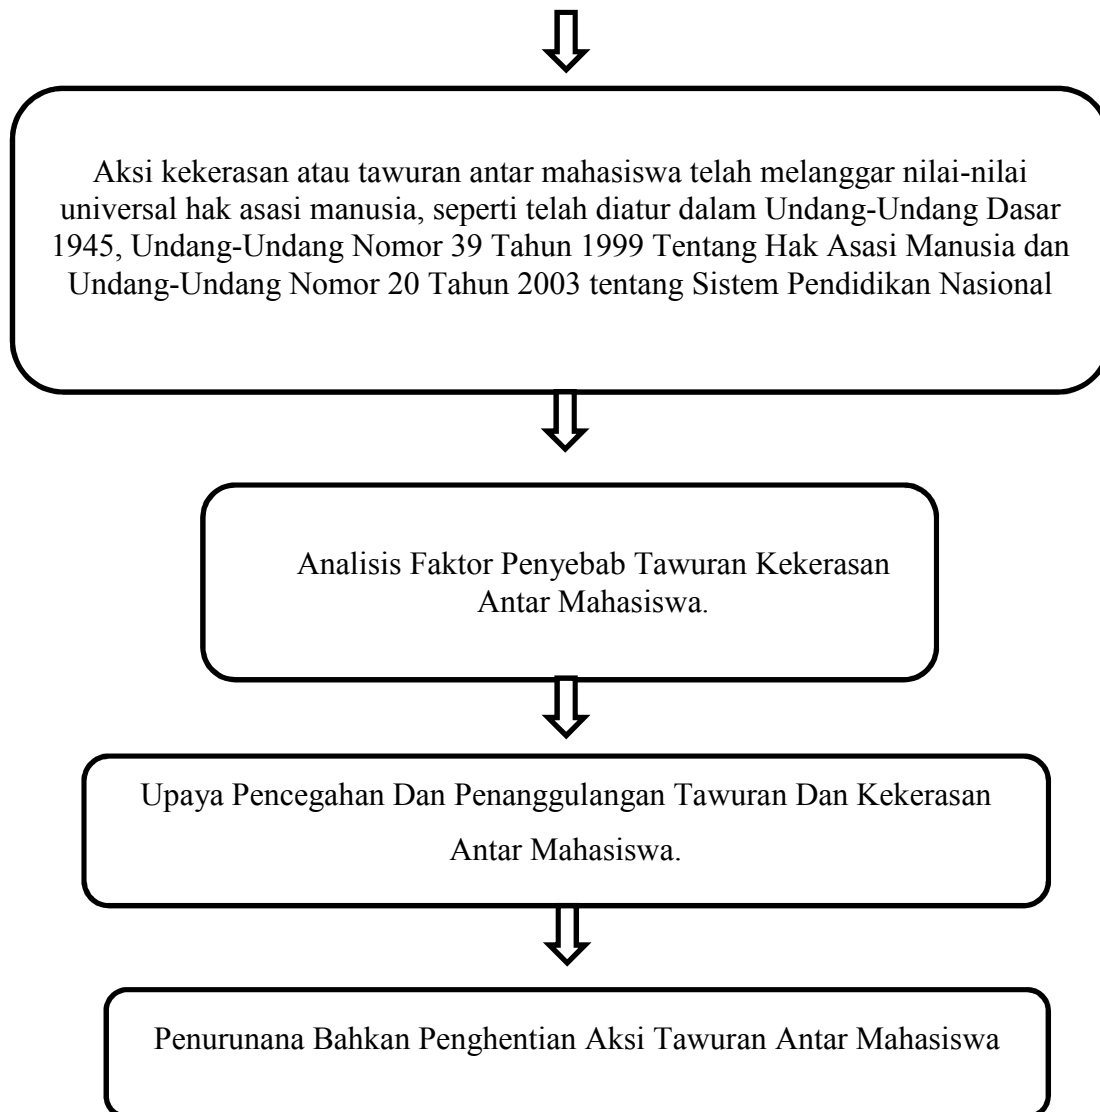 Aksi kekerasan atau tawuran antar mahasiswa telah melanggar nilai-nilai
universal hak asasi manusia, seperti telah diatur dalam Undang-Undang Dasar
1945, Undang-Undang Nomor 39 Tahun 1999 Tentang Hak Asasi Manusia dan
Undang-Undang Nomor 20 Tahun 2003 tentang Sistem Pendidikan Nasional
Analisis Faktor Penyebab Tawuran Kekerasan
Antar Mahasiswa.
Upaya Pencegahan Dan Penanggulangan Tawuran Dan Kekerasan
Antar Mahasiswa.
Penurunana Bahkan Penghentian Aksi Tawuran Antar Mahasiswa